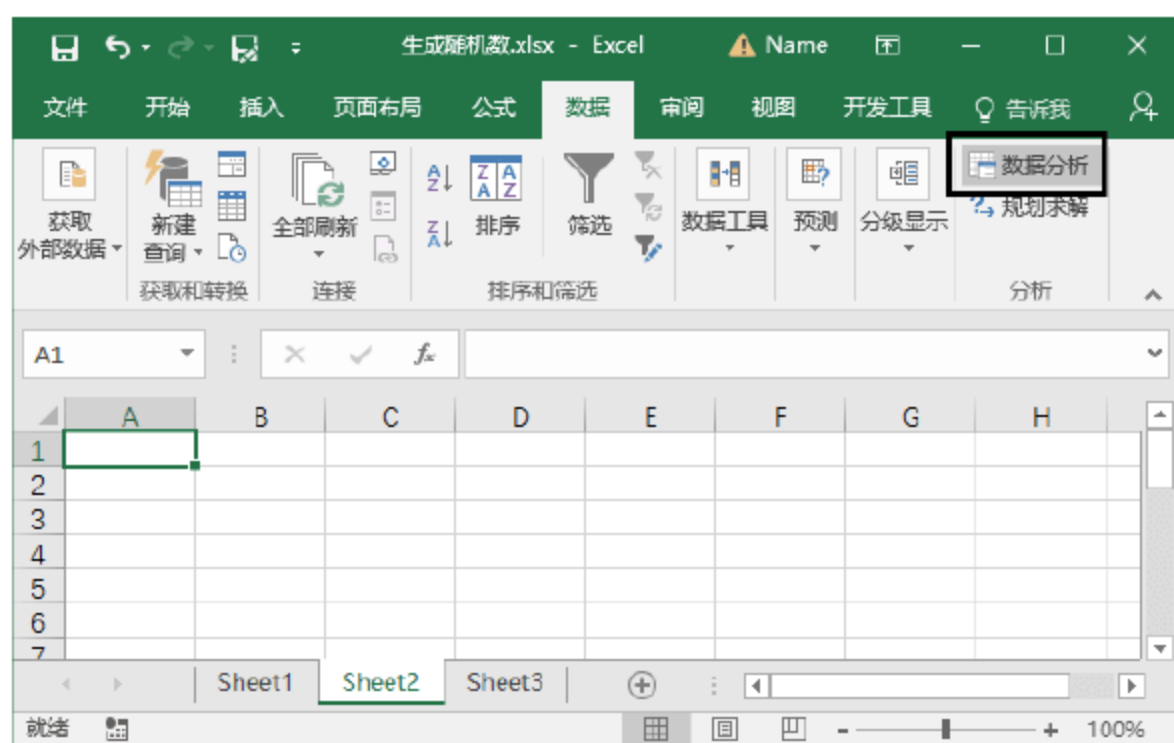 生成随机数.xlsx - Excel Name
文件 开始 插入 页面布局 公式 数据 审阅 视图 开发工具 告诉我
获取
外部数据
新建
查询
获取和转换
全部刷新
连接
排序
筛选
排序和筛选
数据工具
预测
分级显示
数据分析
规划求解
分析
A1
fx
A B C D E F G H
1
2
3
4
5
6
7
Sheet1 Sheet2 Sheet3
就绪 100%